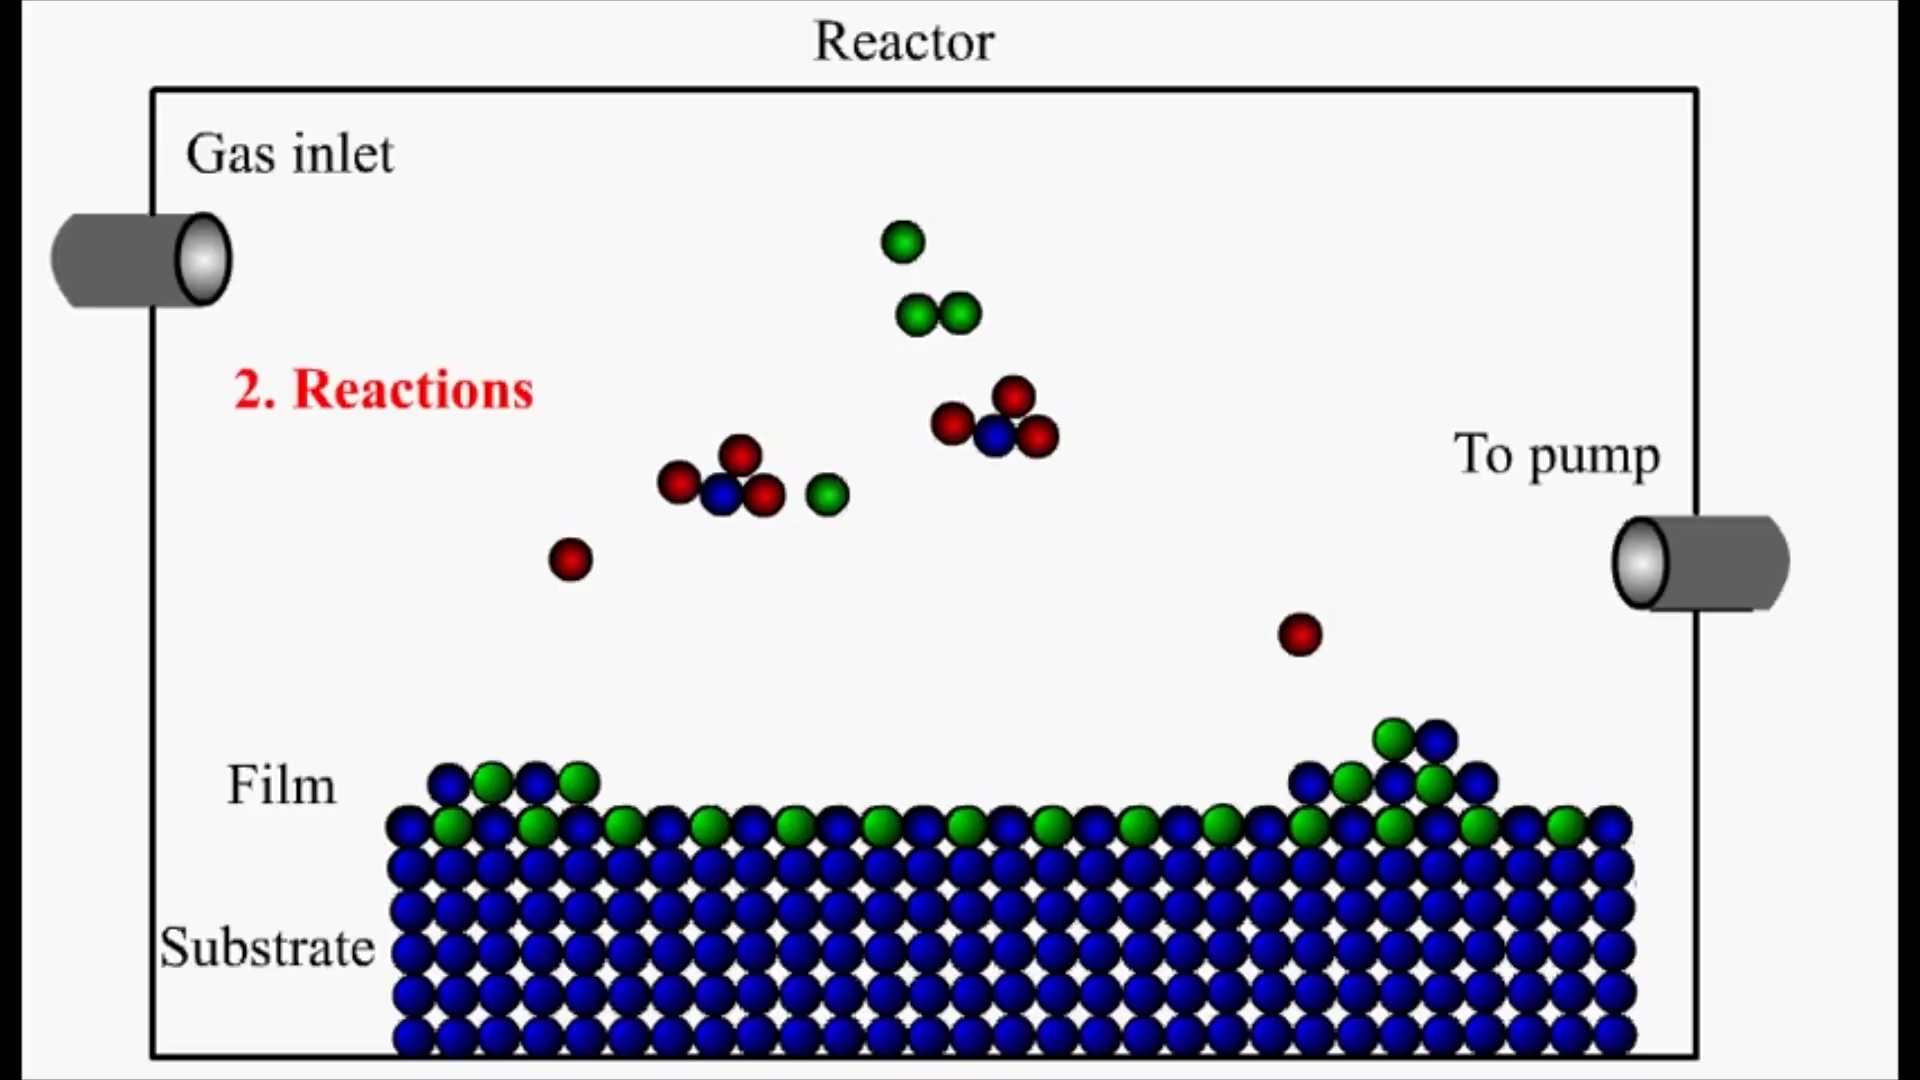 Reactor
Gas inlet
2. Reactions
To pump
Film
Substrate